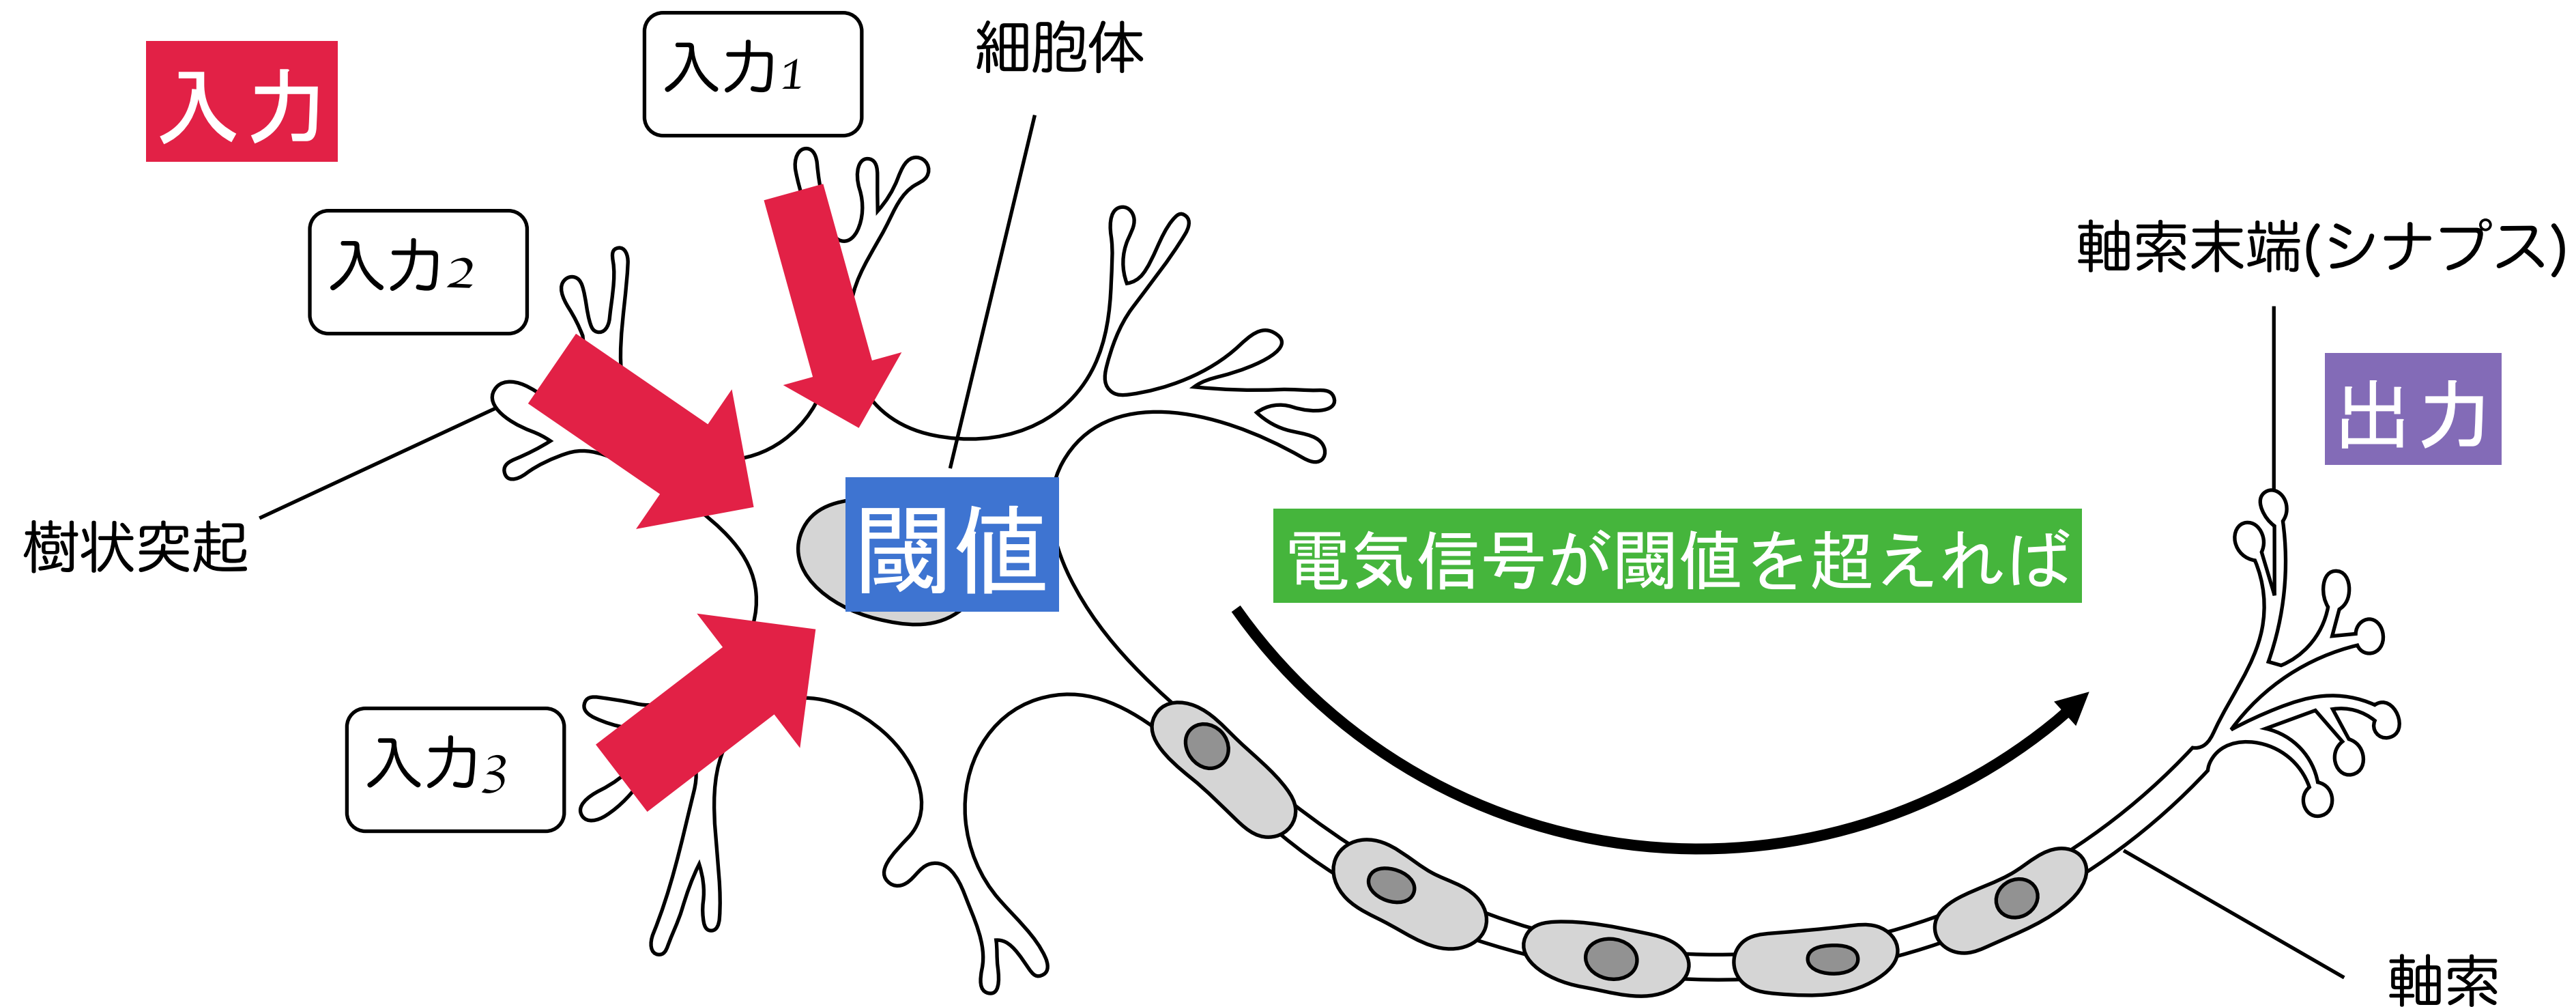 入力
入力1
細胞体
入力2
軸索末端(シナプス)
出力
樹状突起
閾値
電気信号が閾値を超えれば
入力3
軸索